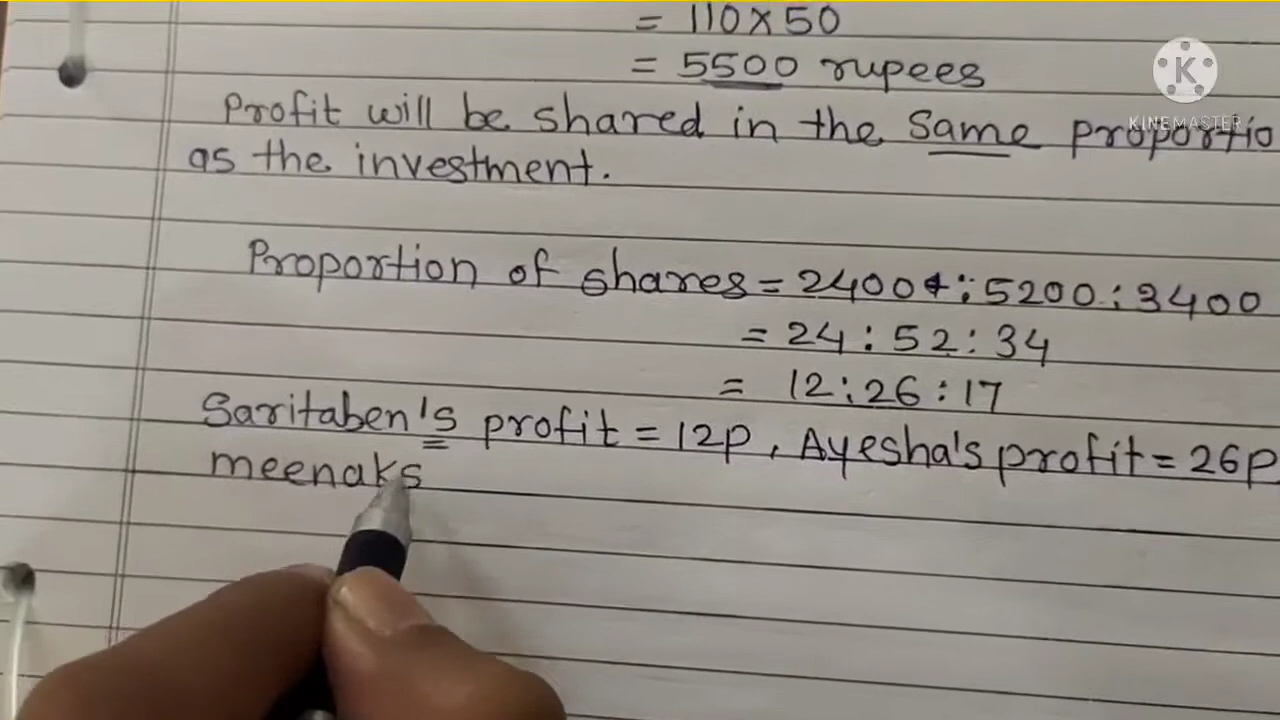 = 110 x 50
= 5500 rupees
K
KINEMASTER
Profit will be shared in the same proportio
as the investment.
Proportion of shares = 2400 : 5200 : 3400
= 24 : 52 : 34
= 12 : 26 : 17
Saritaben's profit = 12p , Ayesha's profit = 26p
meenaks